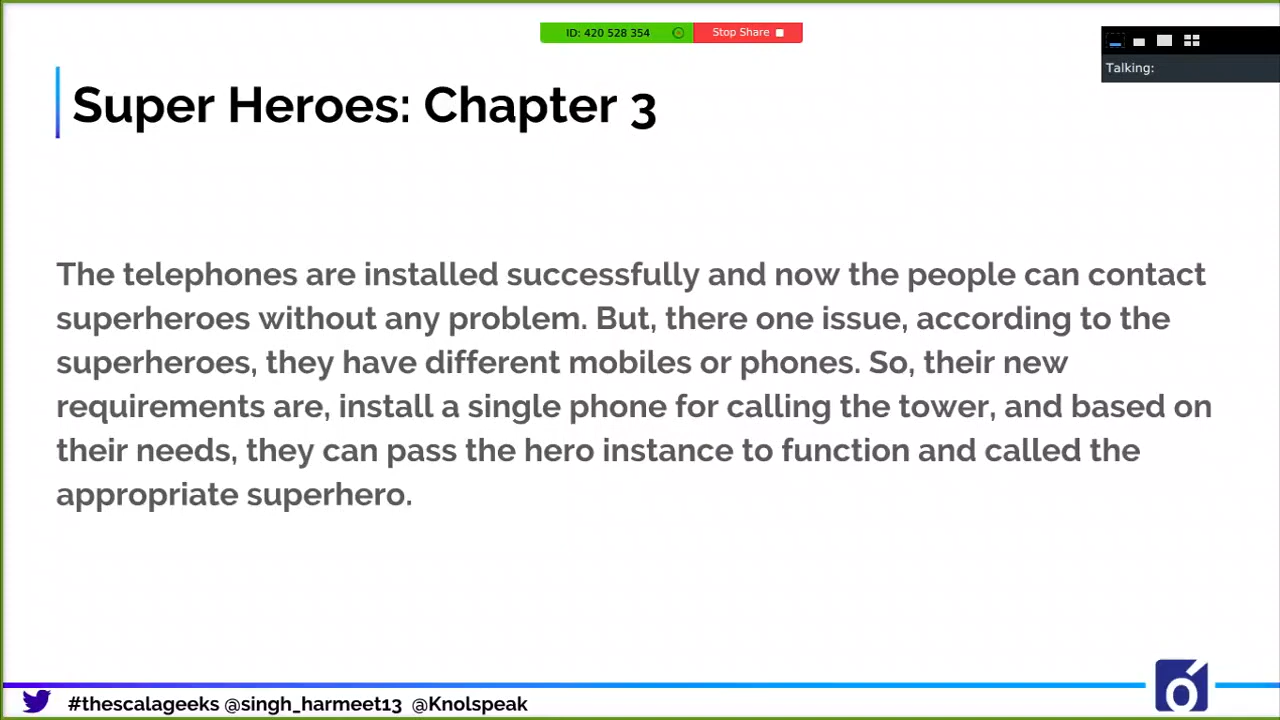 ID: 420 528 354
Stop Share
Talking:
Super Heroes: Chapter 3
The telephones are installed successfully and now the people can contact
superheroes without any problem. But, there one issue, according to the
superheroes, they have different mobiles or phones. So, their new
requirements are, install a single phone for calling the tower, and based on
their needs, they can pass the hero instance to function and called the
appropriate superhero.
#thescalageeks @singh_harmeet13 @Knolspeak